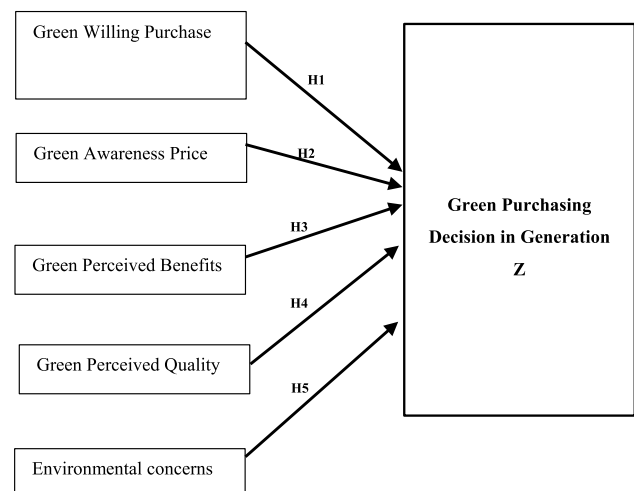 Green Willing Purchase
H1
Green Awareness Price
H2
H3
Green Perceived Benefits
H4
Green Perceived Quality
H5
Environmental concerns
Green Purchasing
Decision in Generation
Z